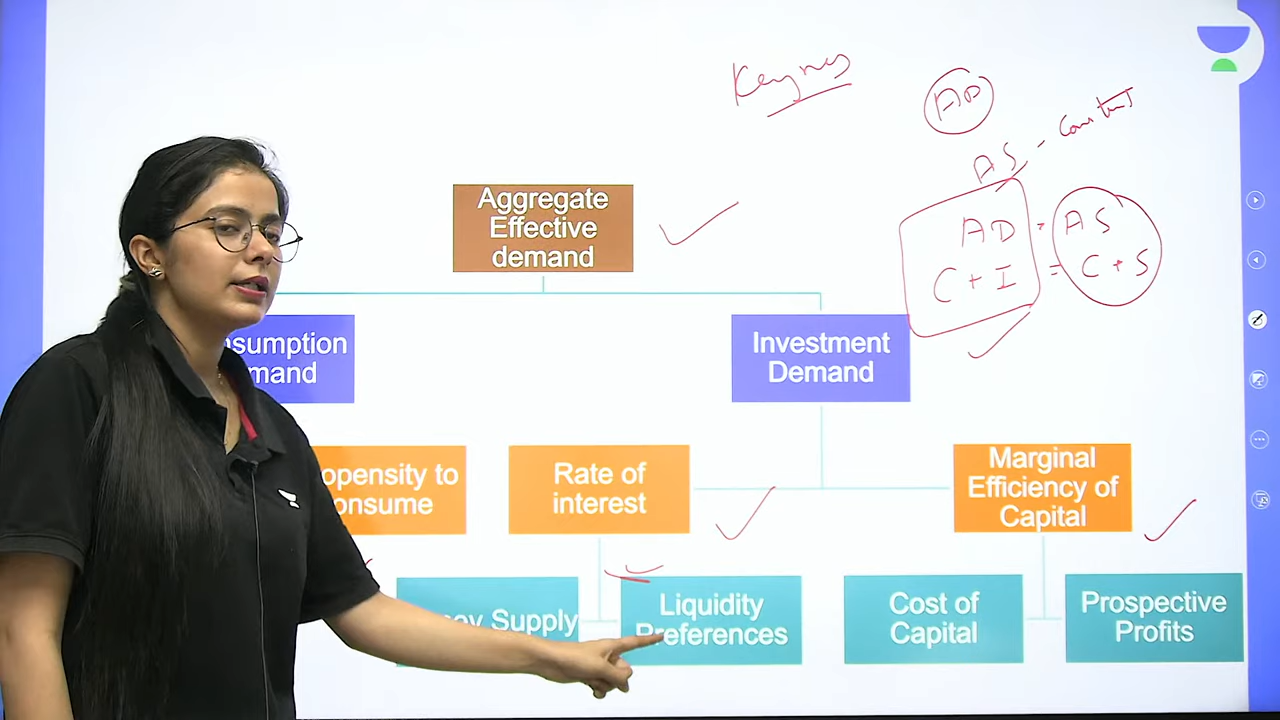 Keynes
AD
AS - Constant
AD = AS
C + I = C + S
Aggregate
Effective
demand
nsumption
mand
Investment
Demand
opensity to
onsume
Rate of
interest
Marginal
Efficiency of
Capital
ey Supply
Liquidity
Preferences
Cost of
Capital
Prospective
Profits